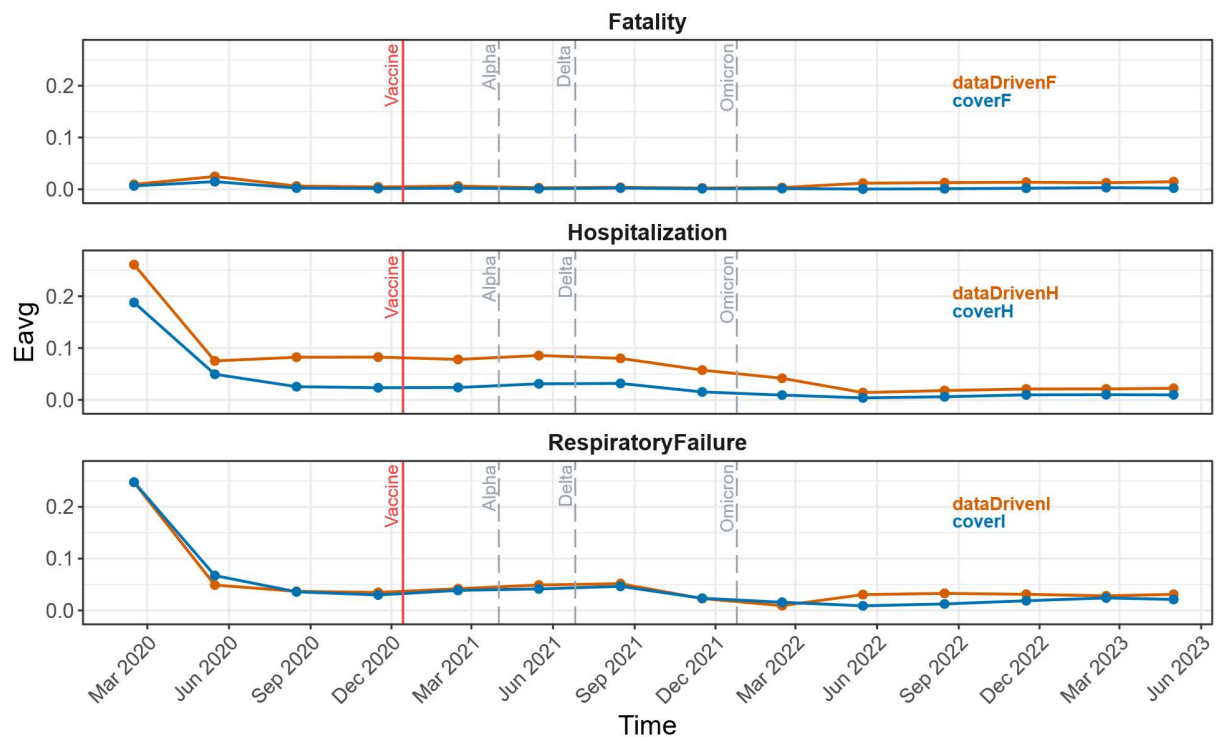 Fatality
0.2
0.1
0.0
Vaccine
Alpha
Delta
Omicron
dataDrivenF
coverF
Hospitalization
Eavg
0.2
0.1
0.0
Vaccine
Alpha
Delta
Omicron
dataDrivenH
coverH
RespiratoryFailure
0.2
0.1
0.0
Vaccine
Alpha
Delta
Omicron
dataDrivenI
coverI
Mar 2020
Jun 2020
Sep 2020
Dec 2020
Mar 2021
Jun 2021
Sep 2021
Dec 2021
Mar 2022
Jun 2022
Sep 2022
Dec 2022
Mar 2023
Jun 2023
Time